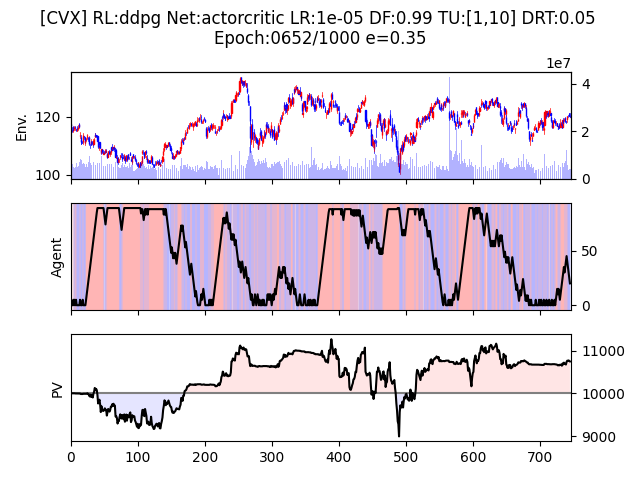 [CVX] RL:ddpg Net:actorcritic LR:1e-05 DF:0.99 TU:[1,10] DRT:0.05
Epoch:0652/1000 e=0.35
1e7
Env.
120
100
4
2
0
Agent
50
0
PV
11000
10000
9000
0 100 200 300 400 500 600 700